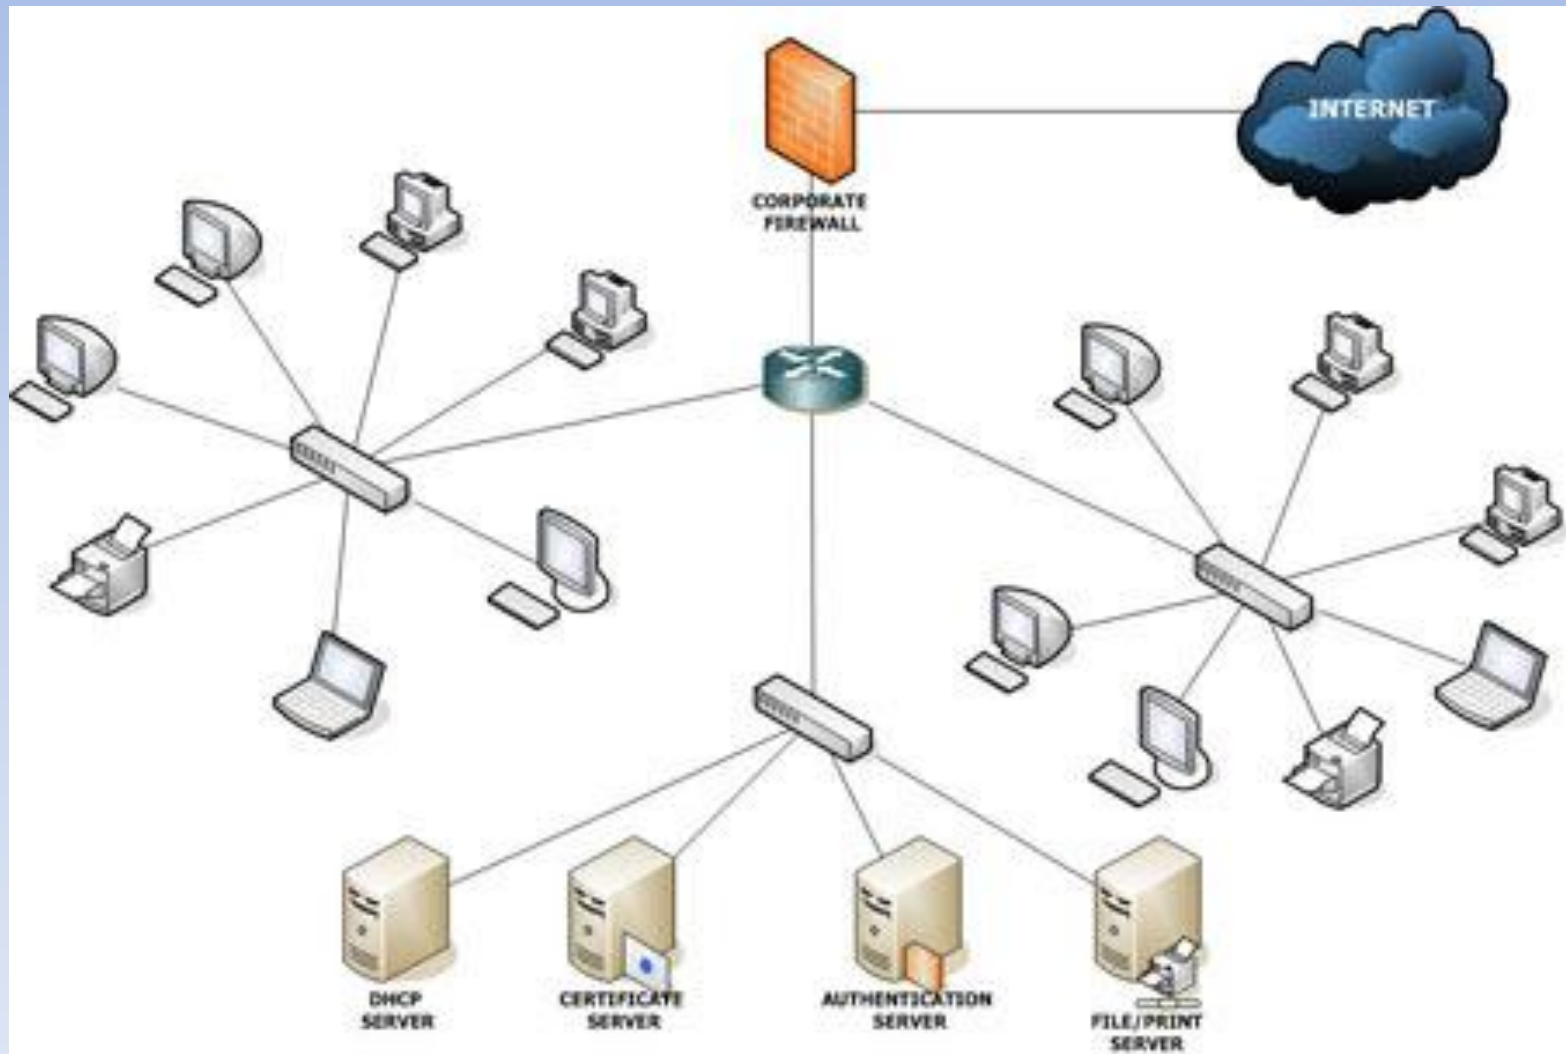 INTERNET
CORPORATE
FIREWALL
DHCP
SERVER
CERTIFICATE
SERVER
AUTHENTICATION
SERVER
FILE/PRINT
SERVER